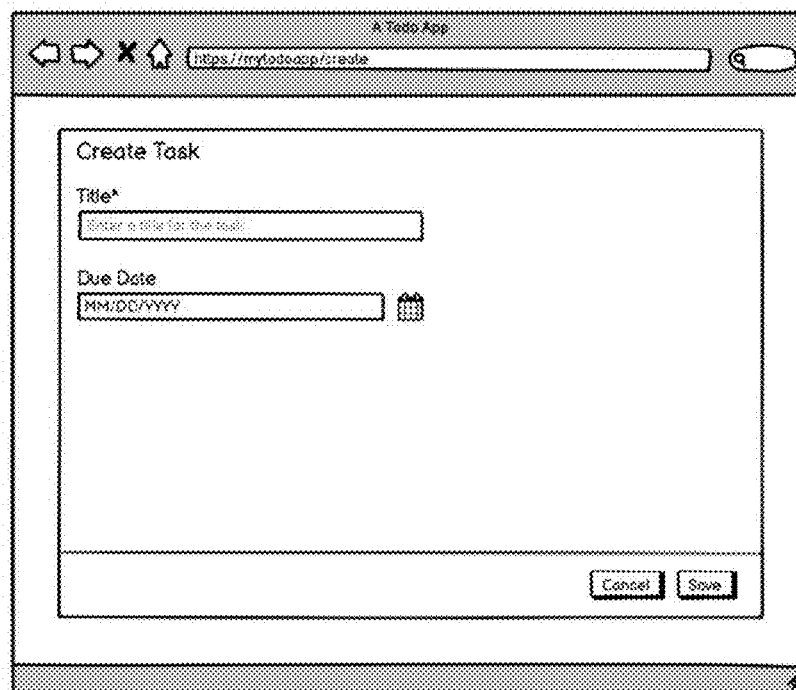 A Todo App
https://mytodoapp/create
Create Task
Title*
Enter a title for the task
Due Date
MM/DD/YYYY
Cancel Save